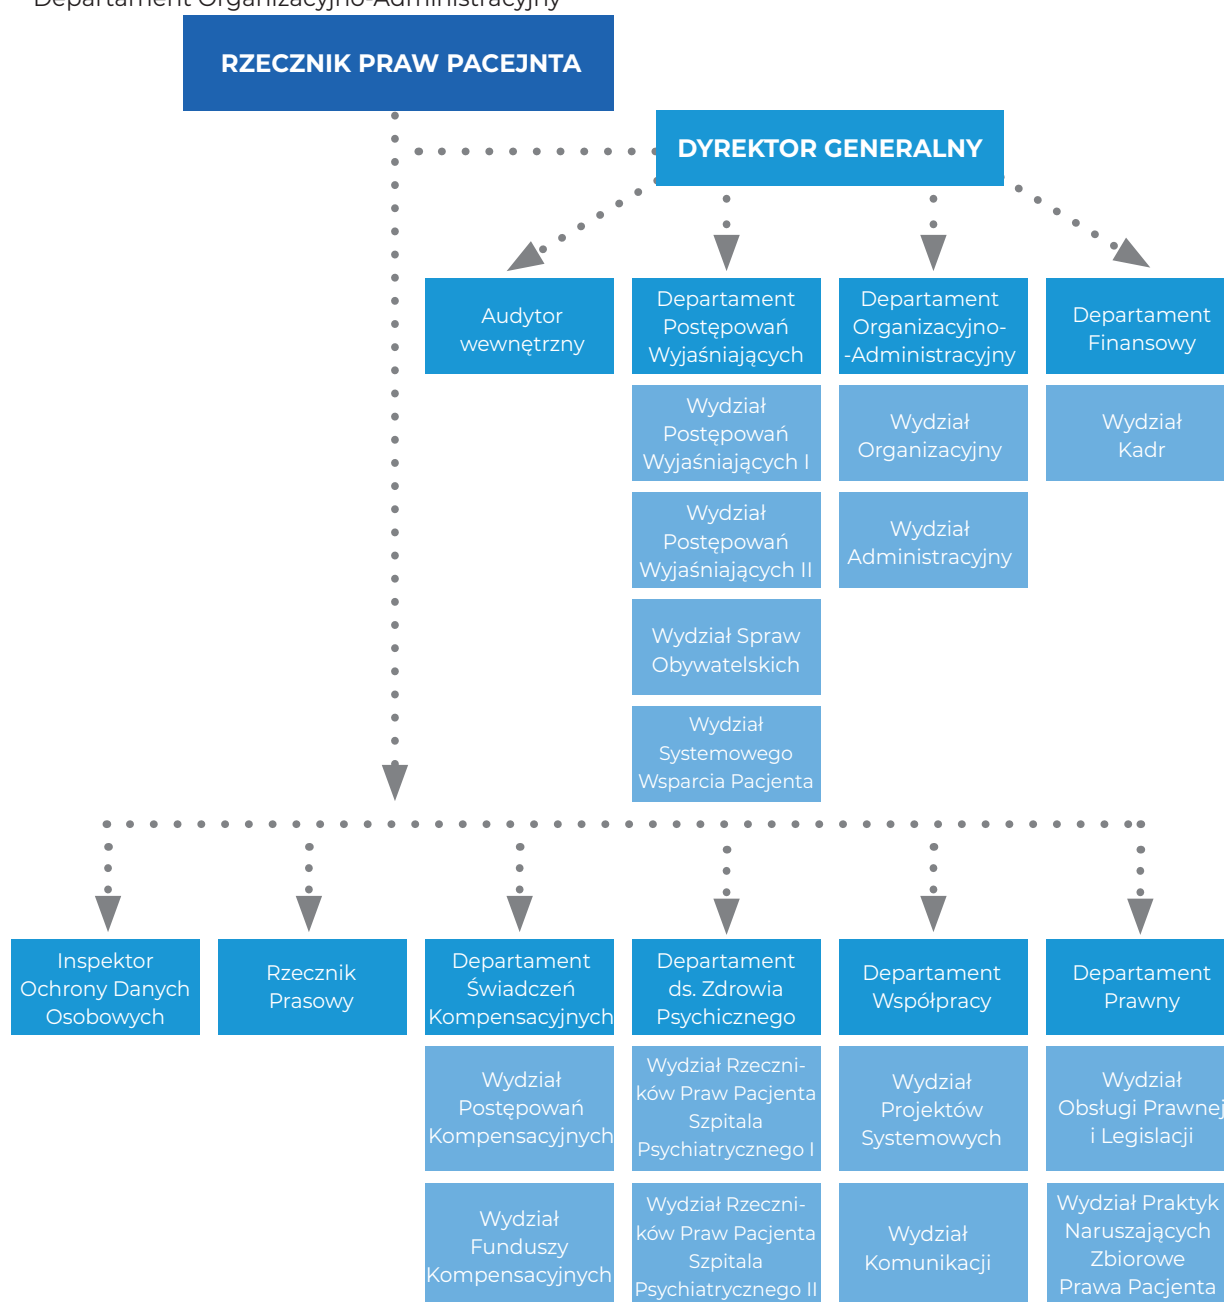 Departament Organizacyjno-Administracyjny
RZECZNIK PRAW PACEJNTA
DYREKTOR GENERALNY
Audytor
wewnętrzny
Departament
Postępowań
Wyjaśniających
Departament
Organizacyjno-
-Administracyjny
Departament
Finansowy
Wydział
Postępowań
Wyjaśniających I
Wydział
Organizacyjny
Wydział
Kadr
Wydział
Postępowań
Wyjaśniających II
Wydział
Administracyjny
Wydział Spraw
Obywatelskich
Wydział
Systemowego
Wsparcia Pacjenta
Inspektor
Ochrony Danych
Osobowych
Rzecznik
Prasowy
Departament
Świadczeń
Kompensacyjnych
Departament
ds. Zdrowia
Psychicznego
Departament
Współpracy
Departament
Prawny
Wydział
Postępowań
Kompensacyjnych
Wydział Rzeczni-
ków Praw Pacjenta
Szpitala
Psychiatrycznego I
Wydział
Projektów
Systemowych
Wydział
Obsługi Prawnej
i Legislacji
Wydział
Funduszy
Kompensacyjnych
Wydział Rzeczni-
ków Praw Pacjenta
Szpitala
Psychiatrycznego II
Wydział
Komunikacji
Wydział Praktyk
Naruszających
Zbiorowe
Prawa Pacjenta